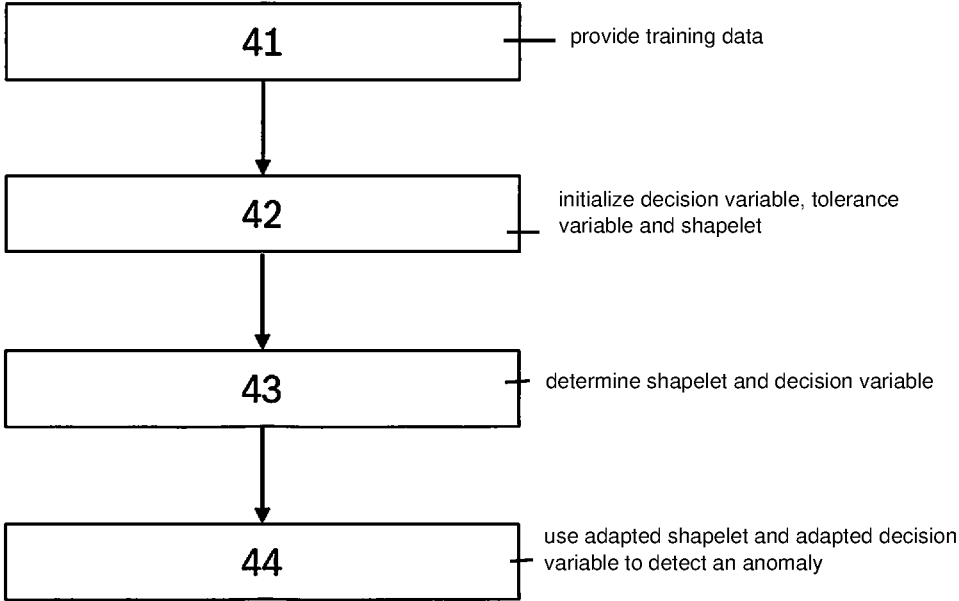 41
provide training data
42
initialize decision variable, tolerance
variable and shapelet
43
determine shapelet and decision variable
44
use adapted shapelet and adapted decision
variable to detect an anomaly